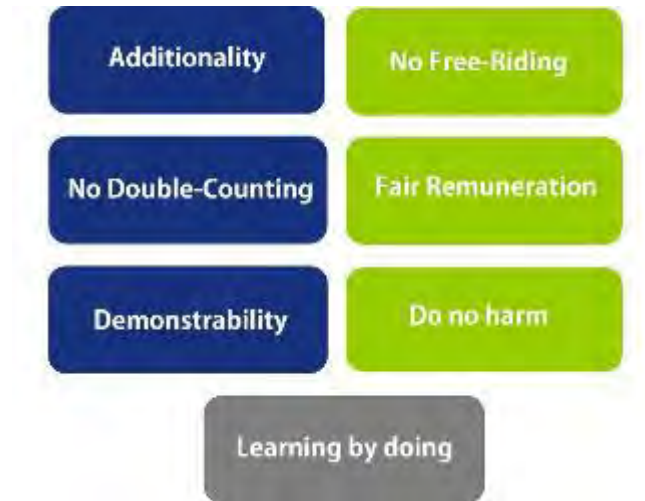 Additionality
No Free-Riding
No Double-Counting
Fair Remuneration
Demonstrability
Do no harm
Learning by doing